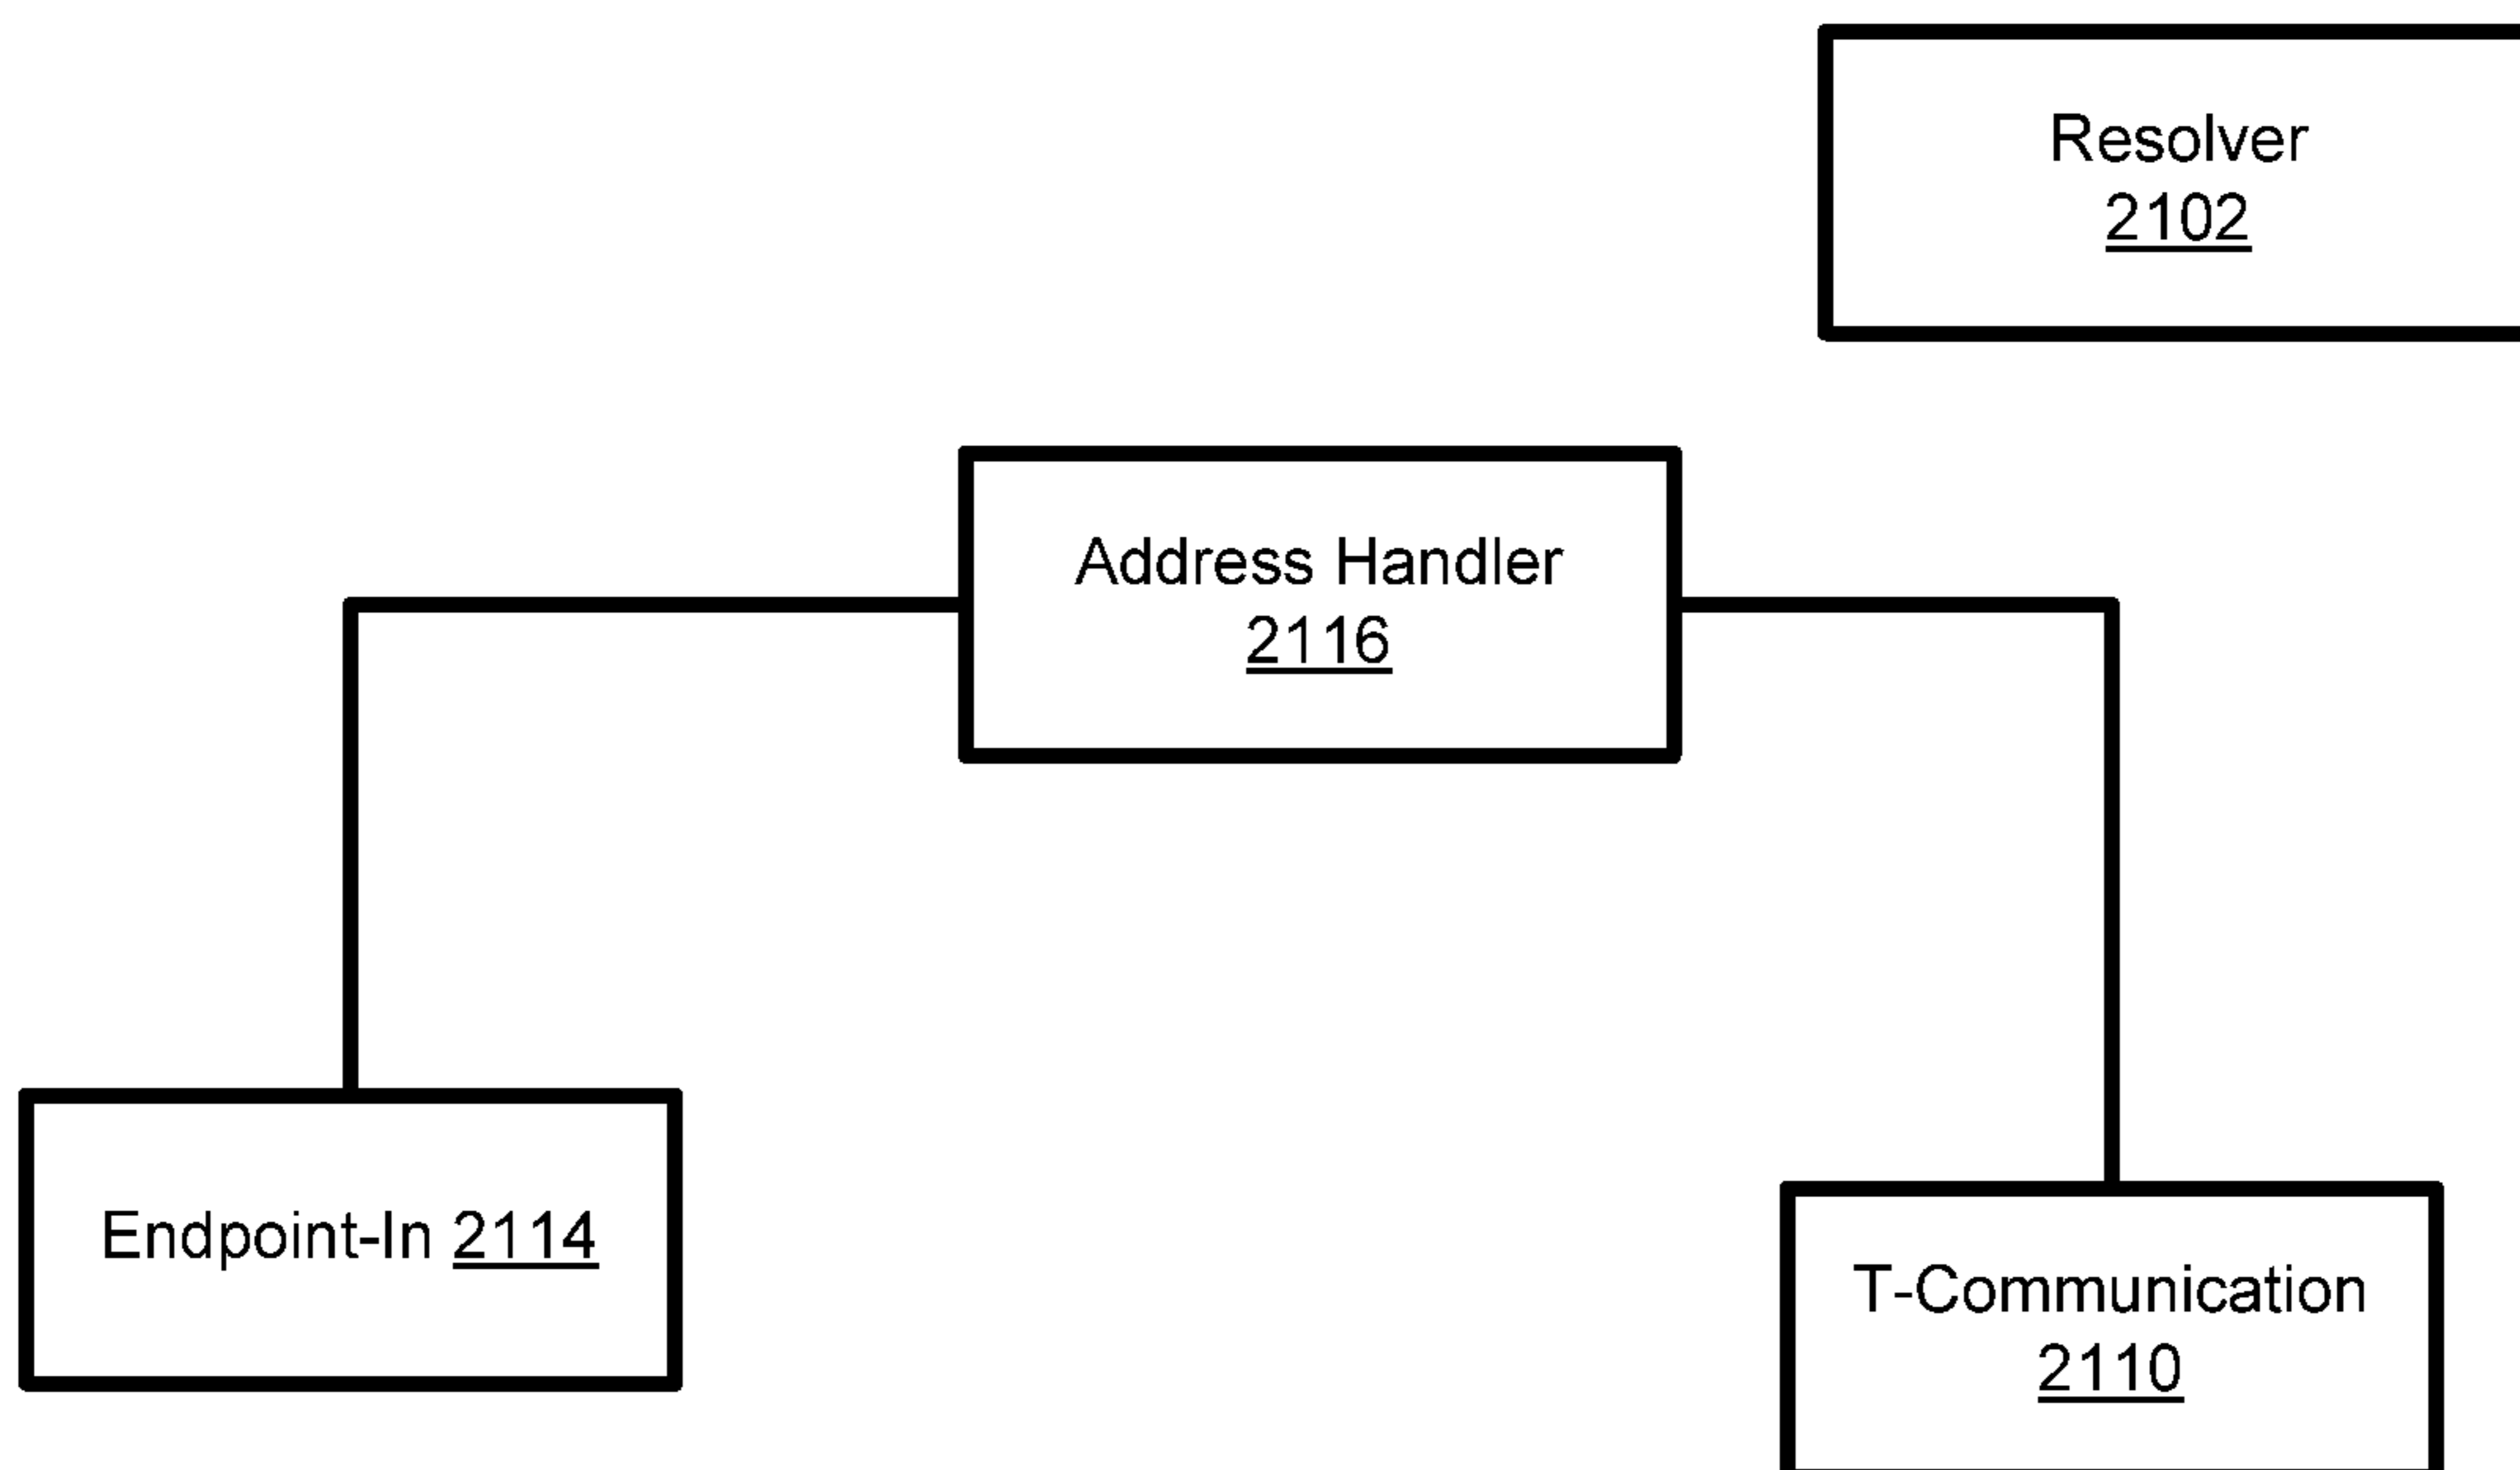 Resolver
2102
Address Handler
2116
Endpoint-In 2114
T-Communication
2110